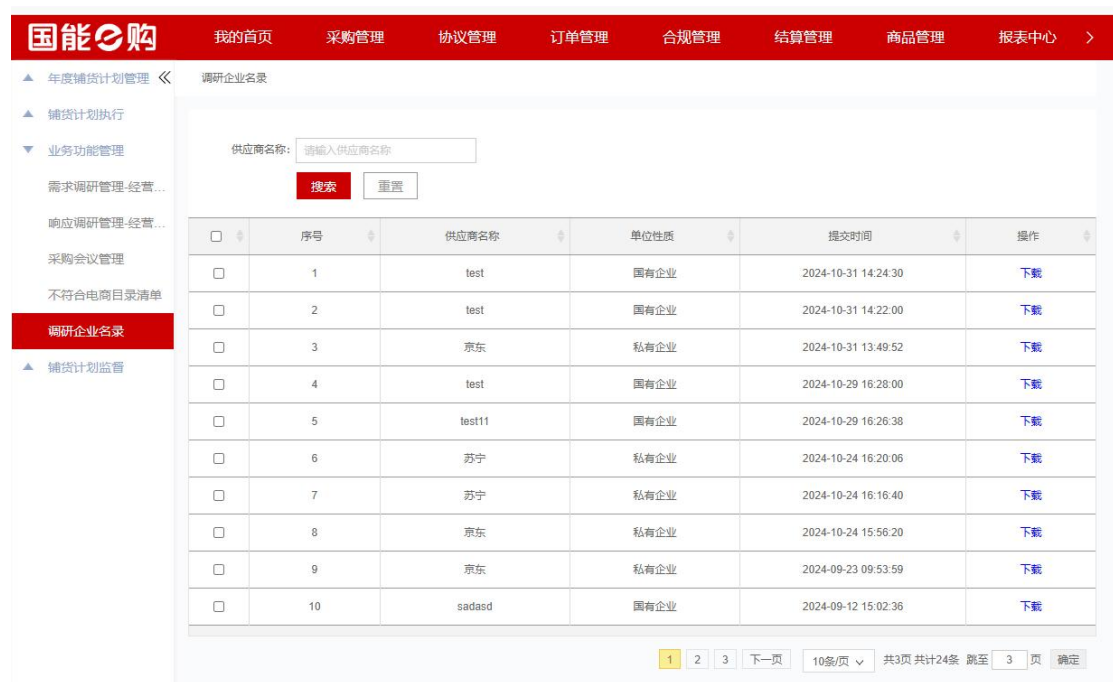 国能e购 我的首页 采购管理 协议管理 订单管理 合规管理 结算管理 商品管理 报表中心
年度铺货计划管理
调研企业名录
铺货计划执行
业务功能管理
供应商名称: 请输入供应商名称
需求调研管理-经营...
搜索 重置
响应调研管理-经营...
采购会议管理
不符合电商目录清单
调研企业名录
铺货计划监督
序号 供应商名称 单位性质 提交时间 操作
1 test 国有企业 2024-10-31 14:24:30 下载
2 test 国有企业 2024-10-31 14:22:00 下载
3 京东 私有企业 2024-10-31 13:49:52 下载
4 test 国有企业 2024-10-29 16:28:00 下载
5 test11 国有企业 2024-10-29 16:26:38 下载
6 苏宁 私有企业 2024-10-24 16:20:06 下载
7 苏宁 私有企业 2024-10-24 16:16:40 下载
8 京东 私有企业 2024-10-24 15:56:20 下载
9 京东 私有企业 2024-09-23 09:53:59 下载
10 sadasd 国有企业 2024-09-12 15:02:36 下载
1 2 3 下一页 10条/页 共3页 共计24条 跳至 3 页 确定